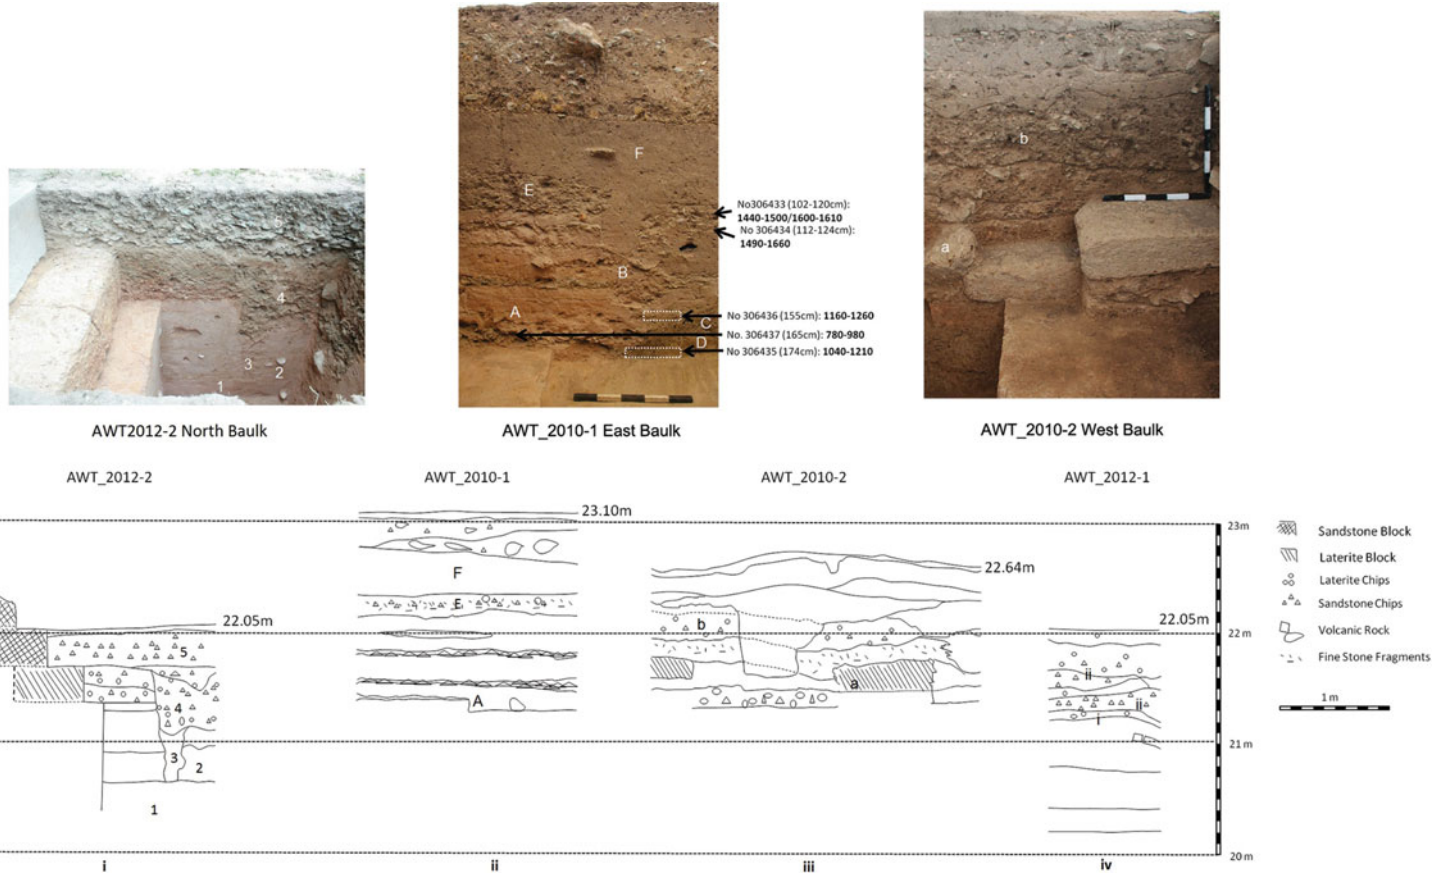 F
E
B
A
C
D
No306433 (102-120cm):
1440-1500/1600-1610
No 306434 (112-124cm):
1490-1660
No 306436 (155cm): 1160-1260
No. 306437 (165cm): 780-980
No 306435 (174cm): 1040-1210
b
a
5
4
3
2
1
AWT2012-2 North Baulk
AWT_2010-1 East Baulk
AWT_2010-2 West Baulk
AWT_2012-2
AWT_2010-1
AWT_2010-2
AWT_2012-1
23.10m
22.64m
22.05m
22.05m
23m
22 m
21 m
20 m
5
4
3
2
1
F
E
A
b
a
ii
ii
i
Sandstone Block
Laterite Block
Laterite Chips
Sandstone Chips
Volcanic Rock
Fine Stone Fragments
1 m
i
ii
iii
iv